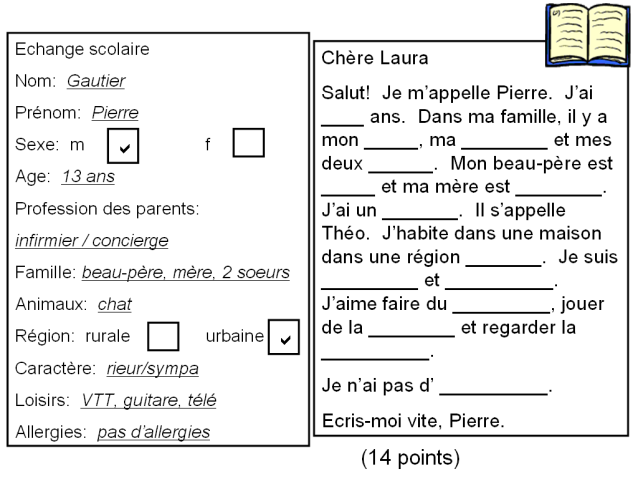 Echange scolaire
Nom: Gautier
Prénom: Pierre
Sexe: m f
Age: 13 ans
Profession des parents:
infirmier / concierge
Famille: beau-père, mère, 2 soeurs
Animaux: chat
Région: rurale urbaine
Caractère: rieur/sympa
Loisirs: VTT, guitare, télé
Allergies: pas d'allergies
Chère Laura
Salut! Je m'appelle Pierre. J'ai
____ ans. Dans ma famille, il y a
mon _____, ma ________ et mes
deux ______. Mon beau-père est
_____ et ma mère est ________.
J'ai un _______. Il s'appelle
Théo. J'habite dans une maison
dans une région _______. Je suis
_________ et __________.
J'aime faire du _________, jouer
de la ________ et regarder la
__________.
Je n'ai pas d' __________.
Ecris-moi vite, Pierre.
(14 points)